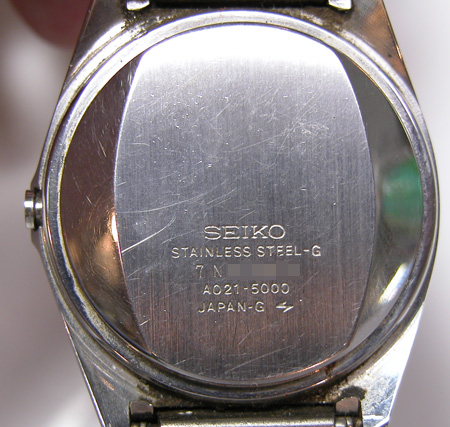 SEIKO
STAINLESS STEEL-G
7 N
A021-5000
JAPAN-G